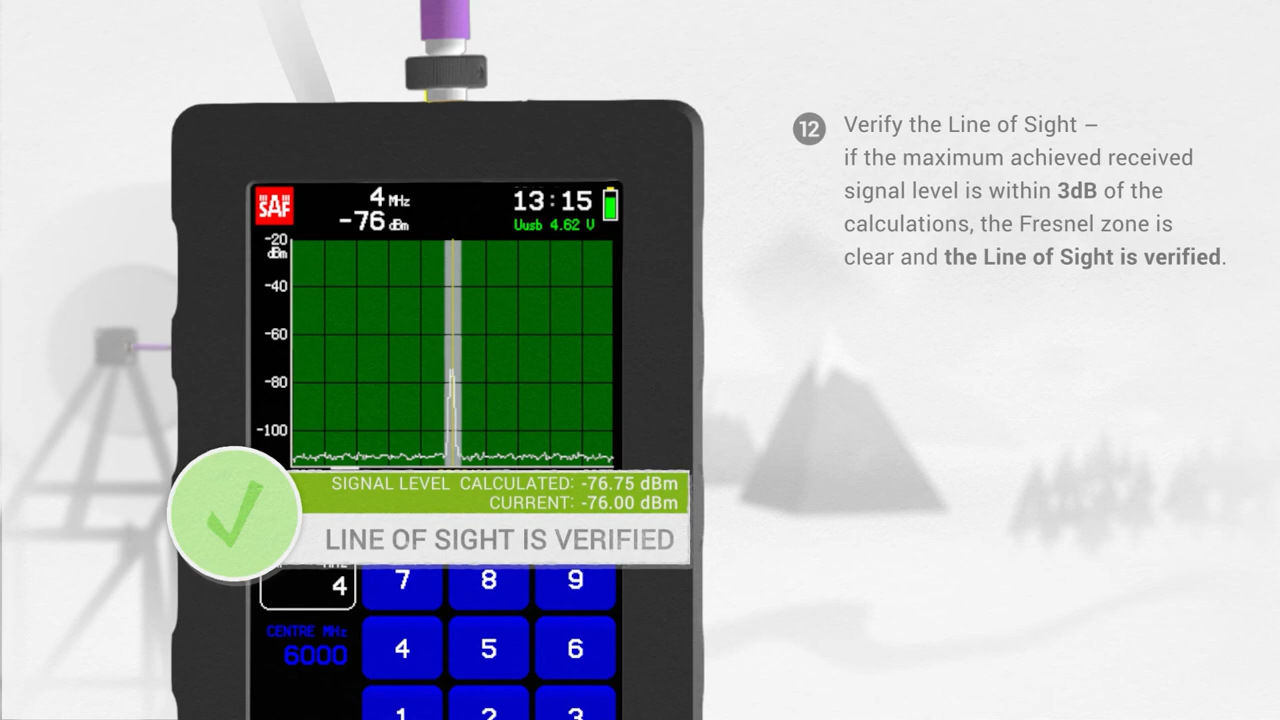 12
Verify the Line of Sight –
if the maximum achieved received
signal level is within 3dB of the
calculations, the Fresnel zone is
clear and the Line of Sight is verified.
SAF
4 MHz
-76 dBm
13:15
Uusb 4.62 V
-20
dBm
-40
-60
-80
-100
SIGNAL LEVEL CALCULATED: -76.75 dBm
CURRENT: -76.00 dBm
LINE OF SIGHT IS VERIFIED
4
7 8 9
CENTRE MHz
6000
4 5 6
1 2 3